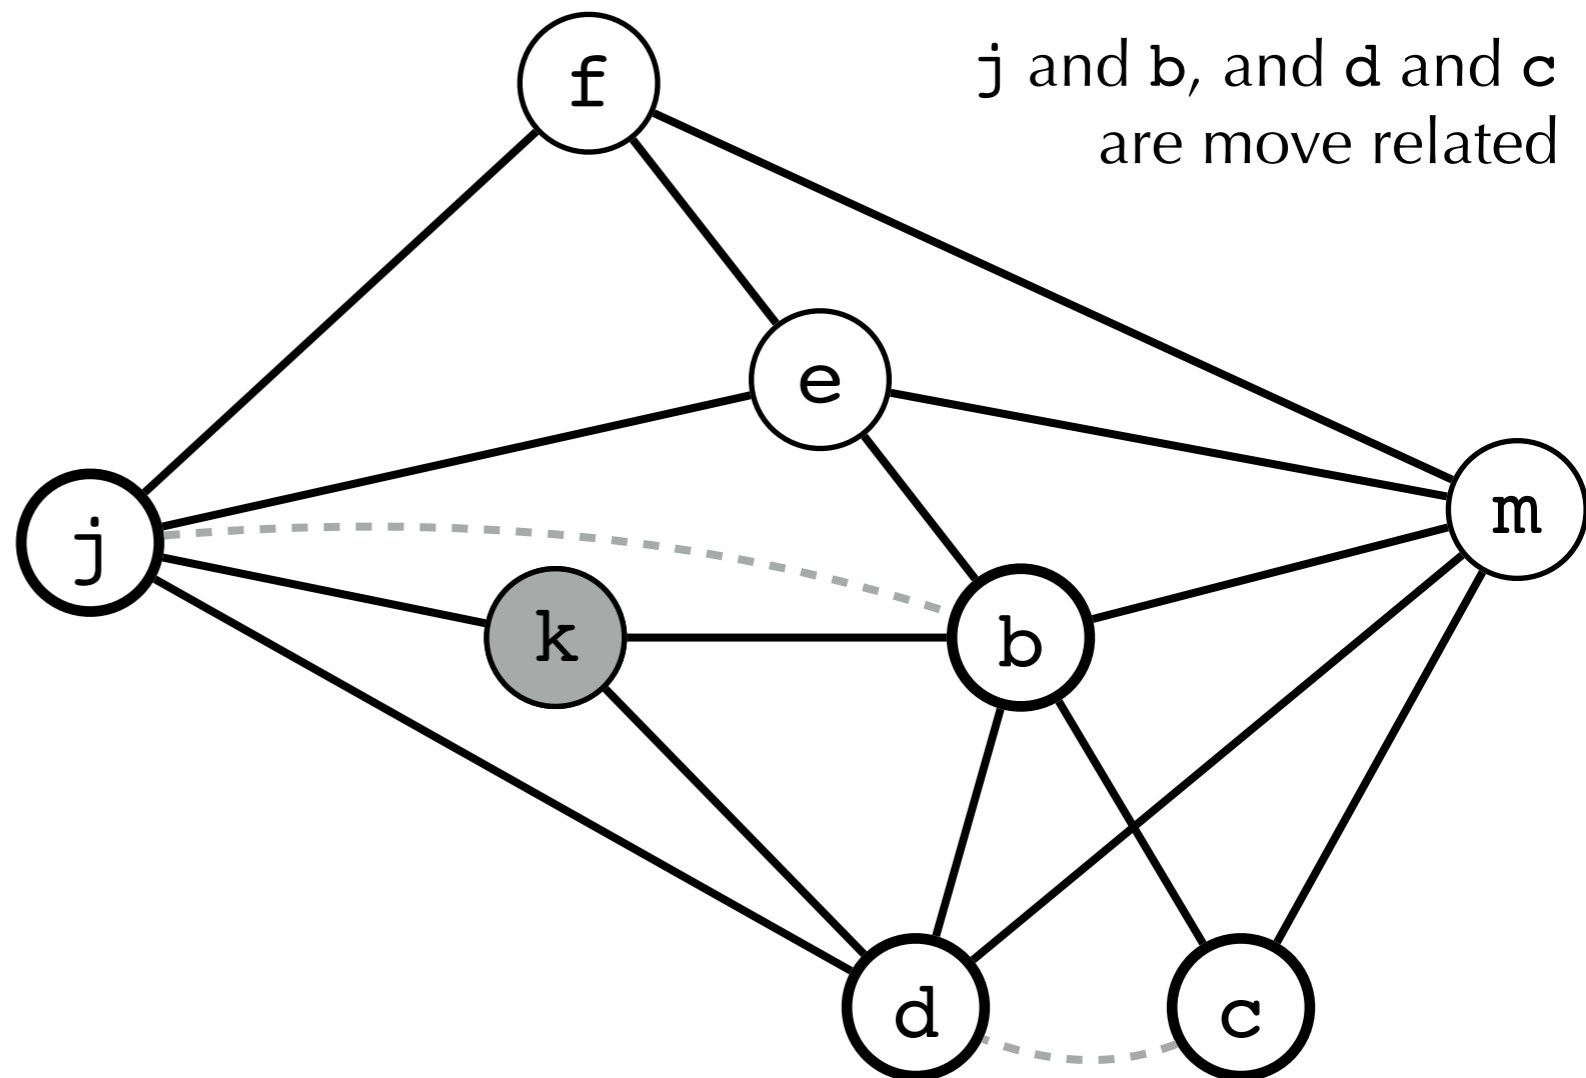 f
j and b, and d and c
are move related
e
m
j
k
b
d
c